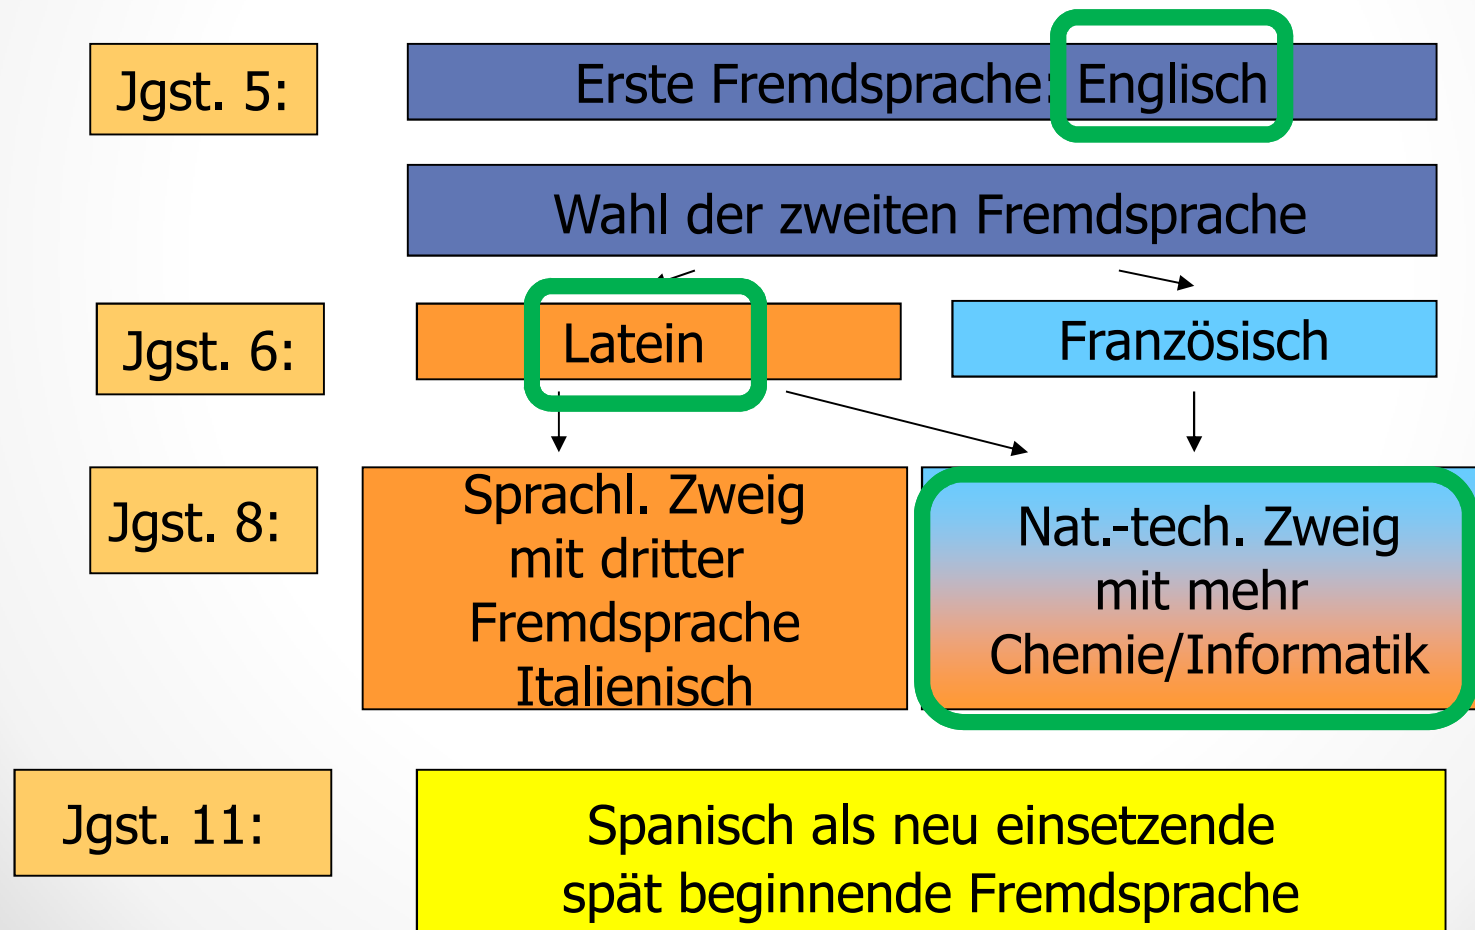 Jgst. 5:
Erste Fremdsprache: Englisch
Wahl der zweiten Fremdsprache
Jgst. 6:
Latein
Französisch
Jgst. 8:
Sprachl. Zweig
mit dritter
Fremdsprache
Italienisch
Nat.-tech. Zweig
mit mehr
Chemie/Informatik
Jgst. 11:
Spanisch als neu einsetzende
spät beginnende Fremdsprache